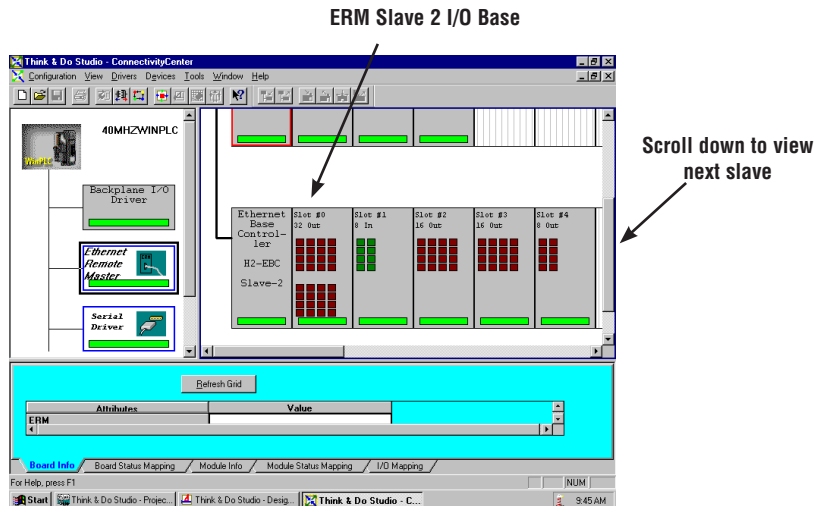 ERM Slave 2 I/O Base
Think & Do Studio - ConnectivityCenter
Configuration View Drivers Devices Tools Window Help
40MHZWINPLC
WinPLC
Backplane I/O
Driver
Ethernet
Remote
Master
Serial
Driver
Ethernet
Base
Control-
ler
H2-EBC
Slave-2
Slot #0
32 Out
Slot #1
8 In
Slot #2
16 Out
Slot #3
16 Out
Slot #4
8 Out
Scroll down to view
next slave
Refresh Grid
Attributes Value
ERM
Board Info Board Status Mapping Module Info Module Status Mapping I/O Mapping
For Help, press F1 NUM
Start Think & Do Studio - Projec... Think & Do Studio - Desig... Think & Do Studio - C... 9:45 AM